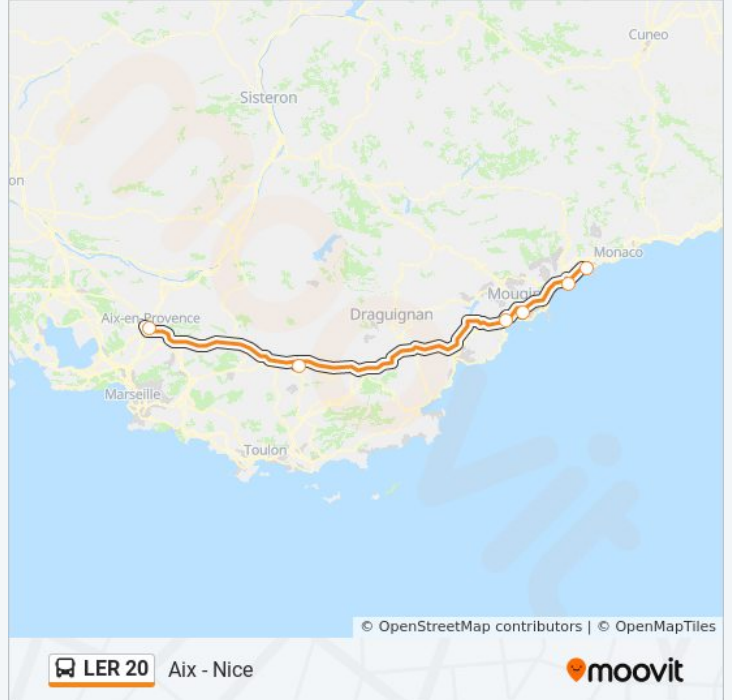 Cuneo
Sisteron
on
Monaco
Mougin
Draguignan
Aix-en-Provence
Marseille
Toulon
moovit
© OpenStreetMap contributors | © OpenMapTiles
LER 20 Aix - Nice
moovit